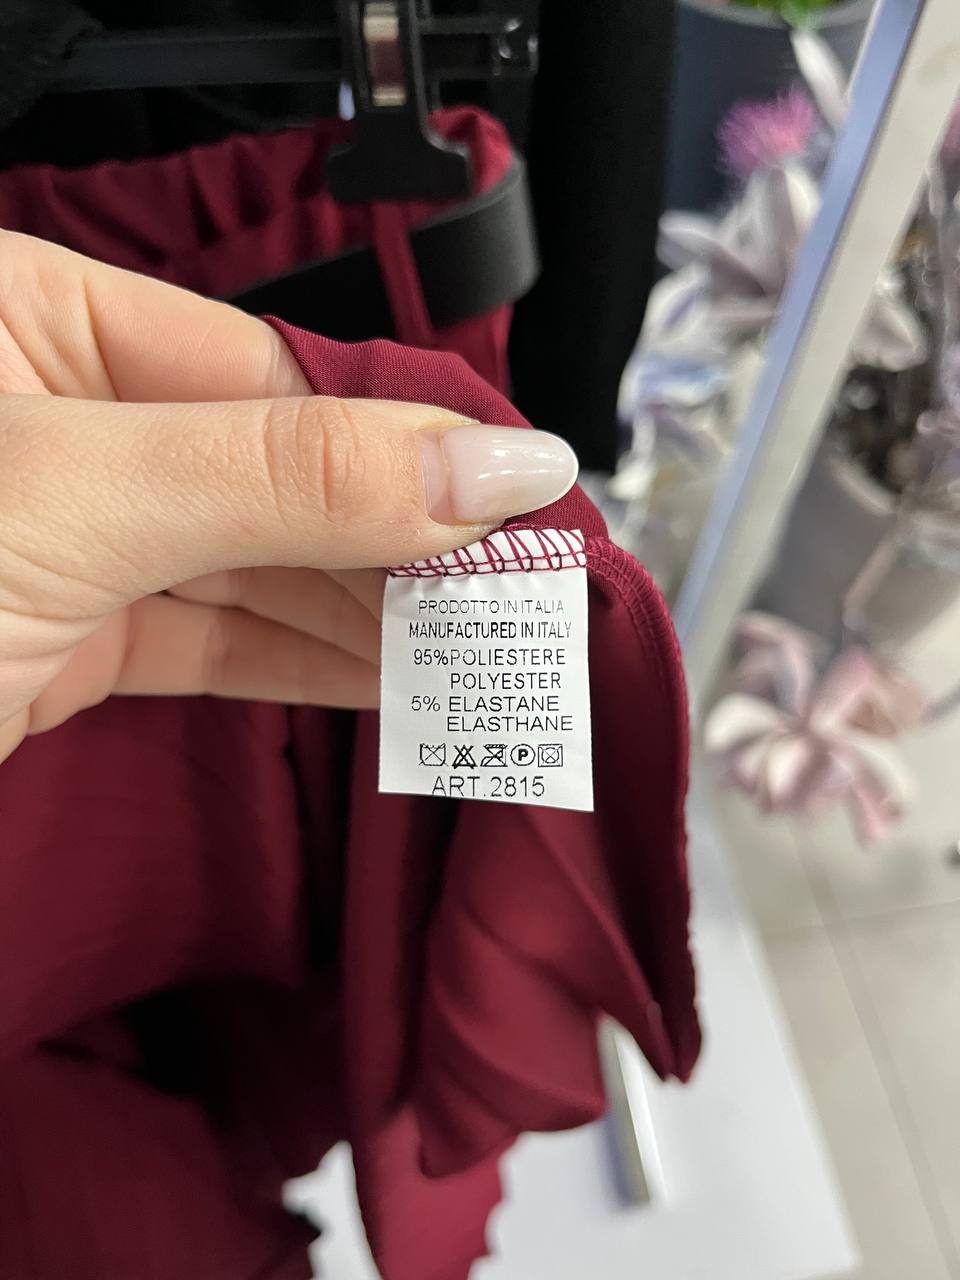 PRODOTTO IN ITALIA
MANUFACTURED IN ITALY
95%POLIESTERE
POLYESTER
5% ELASTANE
ELASTHANE
P
ART.2815